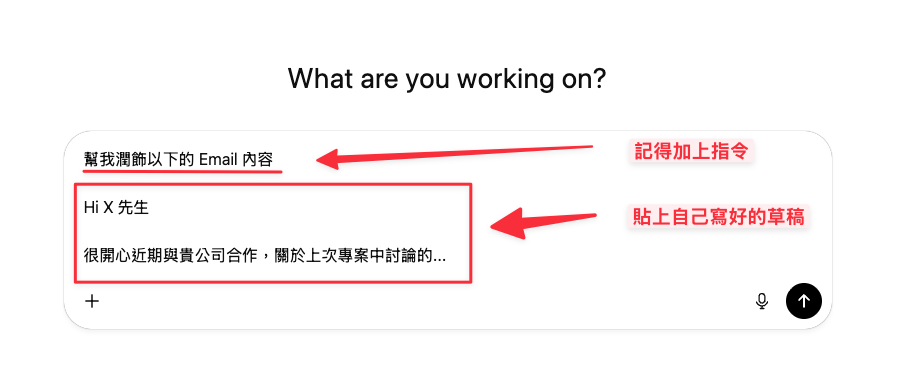 What are you working on?
幫我潤飾以下的 Email 內容
記得加上指令
Hi X 先生
貼上自己寫好的草稿
很開心近期與貴公司合作，關於上次專案中討論的...